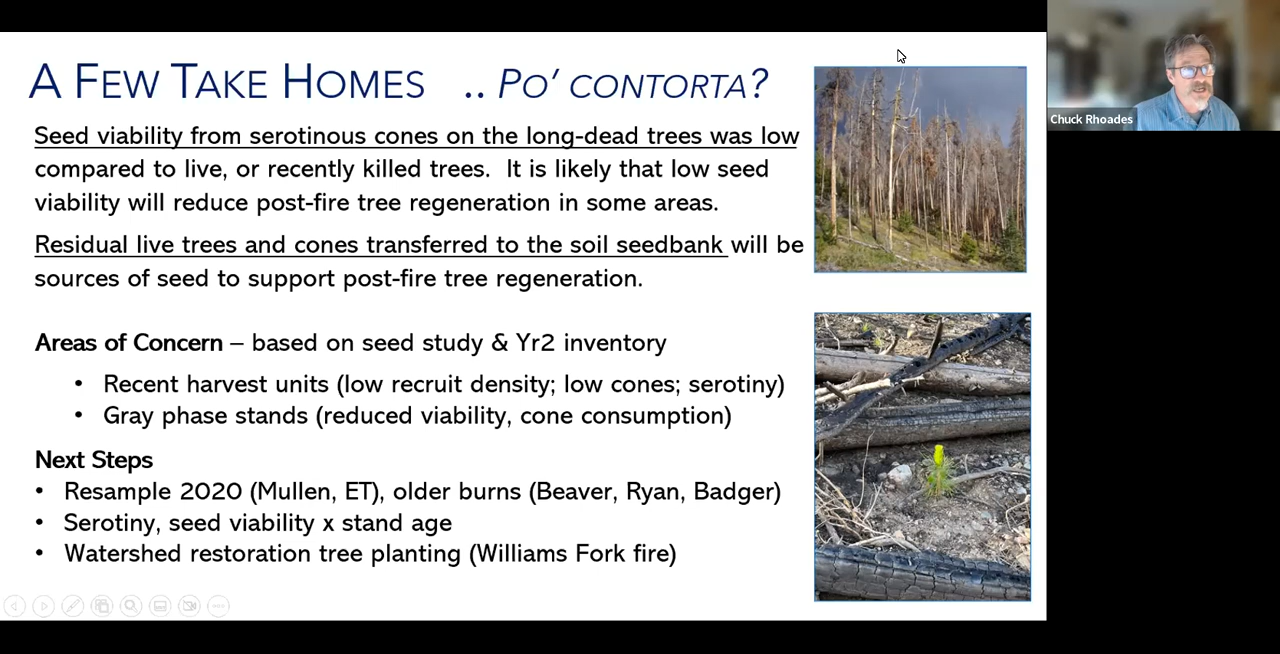 A FEW TAKE HOMES .. PO' CONTORTA?
Seed viability from serotinous cones on the long-dead trees was low
compared to live, or recently killed trees. It is likely that low seed
viability will reduce post-fire tree regeneration in some areas.
Residual live trees and cones transferred to the soil seedbank will be
sources of seed to support post-fire tree regeneration.
Areas of Concern – based on seed study & Yr2 inventory
• Recent harvest units (low recruit density; low cones; serotiny)
• Gray phase stands (reduced viability, cone consumption)
Next Steps
• Resample 2020 (Mullen, ET), older burns (Beaver, Ryan, Badger)
• Serotiny, seed viability x stand age
• Watershed restoration tree planting (Williams Fork fire)
Chuck Rhoades